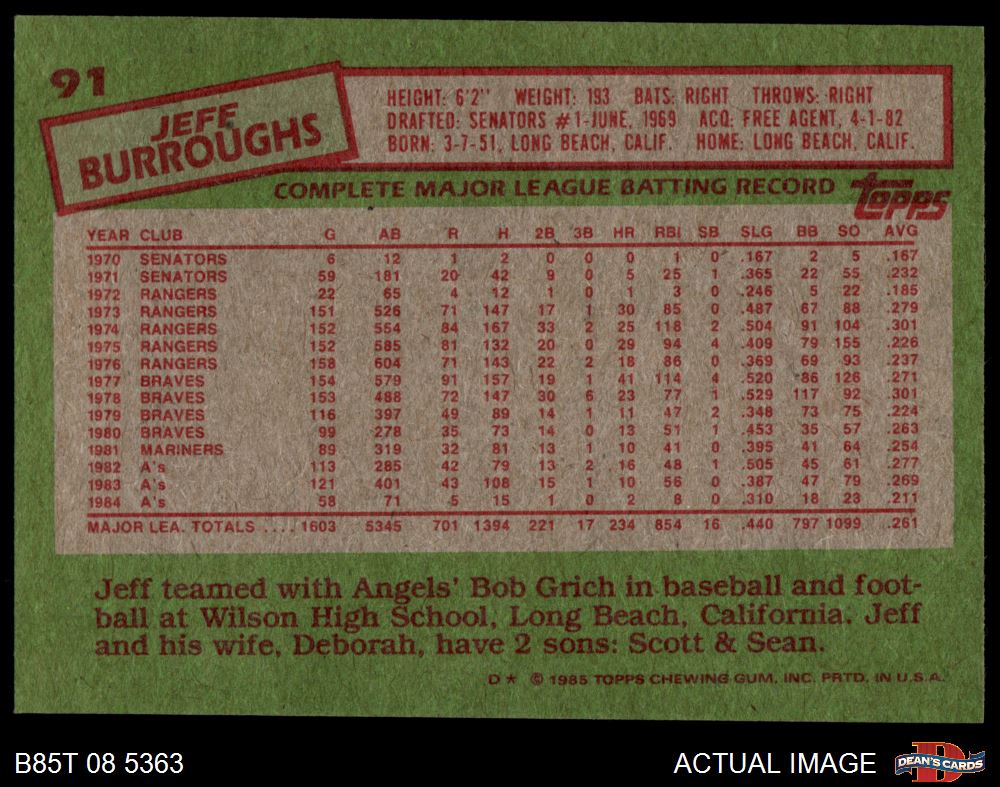 91
JEFF
BURROUGHS
HEIGHT: 6'2" WEIGHT: 193 BATS: RIGHT THROWS: RIGHT
DRAFTED: SENATORS #1-JUNE, 1969 ACQ: FREE AGENT, 4-1-82
BORN: 3-7-51, LONG BEACH, CALIF. HOME: LONG BEACH, CALIF.
COMPLETE MAJOR LEAGUE BATTING RECORD
topps
YEAR CLUB G AB R H 2B 3B HR RBI SB SLG BB SO AVG
1970 SENATORS 6 12 1 2 0 0 0 1 0 .167 2 5 .167
1971 SENATORS 59 181 20 42 9 0 5 25 1 .365 22 55 .232
1972 RANGERS 22 65 4 12 1 0 1 3 0 .246 5 22 .185
1973 RANGERS 151 526 71 147 17 1 30 85 0 .487 67 88 .279
1974 RANGERS 152 554 84 167 33 2 25 118 2 .504 91 104 .301
1975 RANGERS 152 585 81 132 20 0 29 94 4 .409 79 155 .226
1976 RANGERS 158 604 71 143 22 2 18 86 0 .369 69 93 .237
1977 BRAVES 154 579 91 157 19 1 41 114 4 .520 86 126 .271
1978 BRAVES 153 488 72 147 30 6 23 77 1 .529 117 92 .301
1979 BRAVES 116 397 49 89 14 1 11 47 2 .348 73 75 .224
1980 BRAVES 99 278 35 73 14 0 13 51 1 .453 35 57 .263
1981 MARINERS 89 319 32 81 13 1 10 41 0 .395 41 64 .254
1982 A's 113 285 42 79 13 2 16 48 1 .505 45 61 .277
1983 A's 121 401 43 108 15 1 10 56 0 .387 47 79 .269
1984 A's 58 71 5 15 1 0 2 8 0 .310 18 23 .211
MAJOR LEA. TOTALS .... 1603 5345 701 1394 221 17 234 854 16 .440 797 1099 .261
Jeff teamed with Angels' Bob Grich in baseball and foot-
ball at Wilson High School, Long Beach, California. Jeff
and his wife, Deborah, have 2 sons: Scott & Sean.
D* © 1985 TOPPS CHEWING GUM, INC. PRTD. IN U.S.A.
B85T 08 5363
ACTUAL IMAGE
DEAN'S CARDS